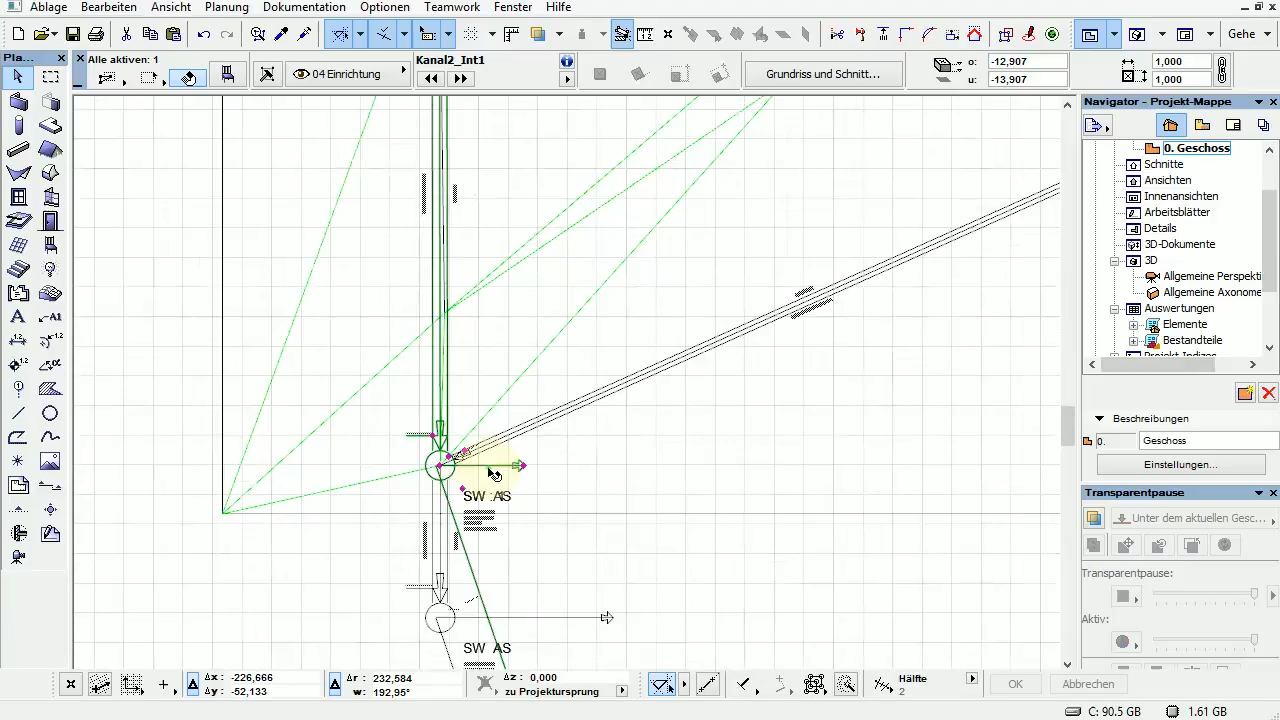 Ablage Bearbeiten Ansicht Planung Dokumentation Optionen Teamwork Fenster Hilfe
Gehe
Pla...
Alle aktiven: 1
04 Einrichtung
Kanal2_Int1
Grundriss und Schnitt...
o: -12,907
u: -13,907
1,000
1,000
Navigator - Projekt-Mappe
0. Geschoss
Schnitte
Ansichten
Innenansichten
Arbeitsblätter
Details
3D-Dokumente
3D
Allgemeine Perspekti
Allgemeine Axonome
Auswertungen
Elemente
Bestandteile
Beschreibungen
0. Geschoss
Einstellungen...
Transparentpause
Unter dem aktuellen Gesc...
Transparentpause:
Aktiv:
SW :AS
SW AS
Δx: -226,666
Δy: -52,133
Δr: 232,584
w: 192,95°
Δz: 0,000
zu Projektursprung
Hälfte
2
OK
Abbrechen
C: 90.5 GB
1.61 GB